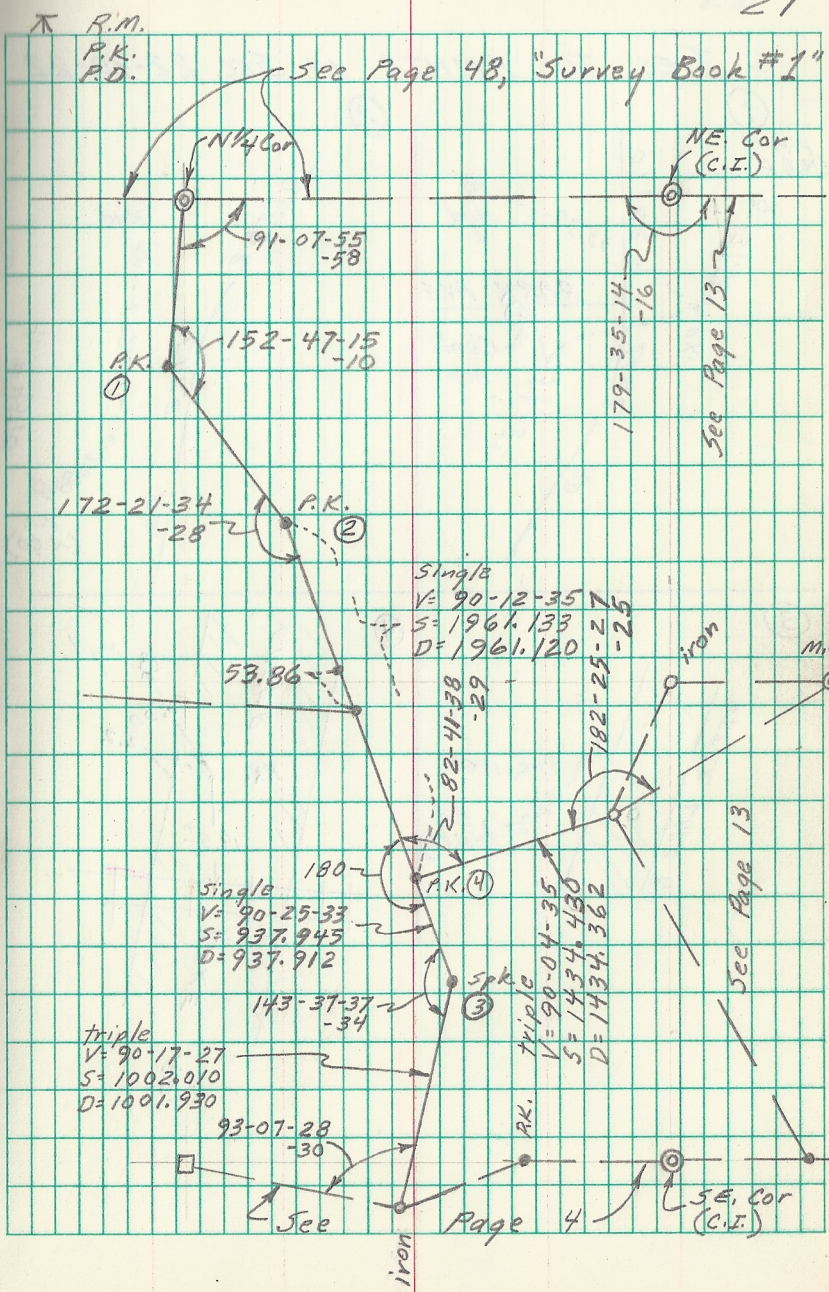 R.M.
P.K.
P.D.
See Page 48, "Survey Book #1"
N1/4 Cor
NE. Cor
(C.I.)
91-07-55
-58
179-35-14
-16
See Page 13
152-47-15
-10
P.K.
1
172-21-34
-28
P.K.
2
single
V= 90-12-35
S= 1961.133
D= 1961.120
182-25-27
-25
iron
M.
53.86
82-41-38
-29
180
P.K. 4
single
V= 90-25-33
S= 937.945
D= 937.912
triple
V= 90-04-35
S= 1434.430
D= 1434.362
See Page 13
spk
3
143-37-37
-34
triple
V= 90-17-27
S= 1002.010
D= 1001.930
93-07-28
-30
P.K.
See Page 4
S.E. Cor
(C.I.)
iron